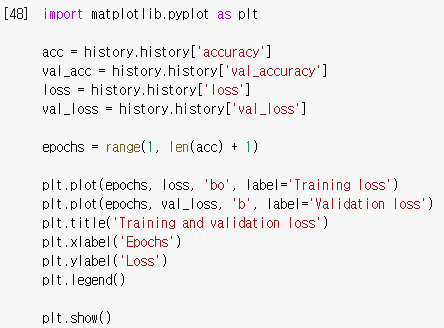 [48] import matplotlib.pyplot as plt
acc = history.history['accuracy']
val_acc = history.history['val_accuracy']
loss = history.history['loss']
val_loss = history.history['val_loss']
epochs = range(1, len(acc) + 1)
plt.plot(epochs, loss, 'bo', label='Training loss')
plt.plot(epochs, val_loss, 'b', label='Validation loss')
plt.title('Training and validation loss')
plt.xlabel('Epochs')
plt.ylabel('Loss')
plt.legend()
plt.show()